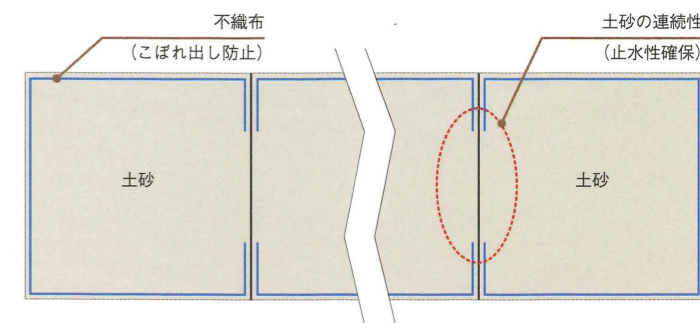 不織布
(こぼれ出し防止)
土砂の連続性
(止水性確保)
土砂
土砂